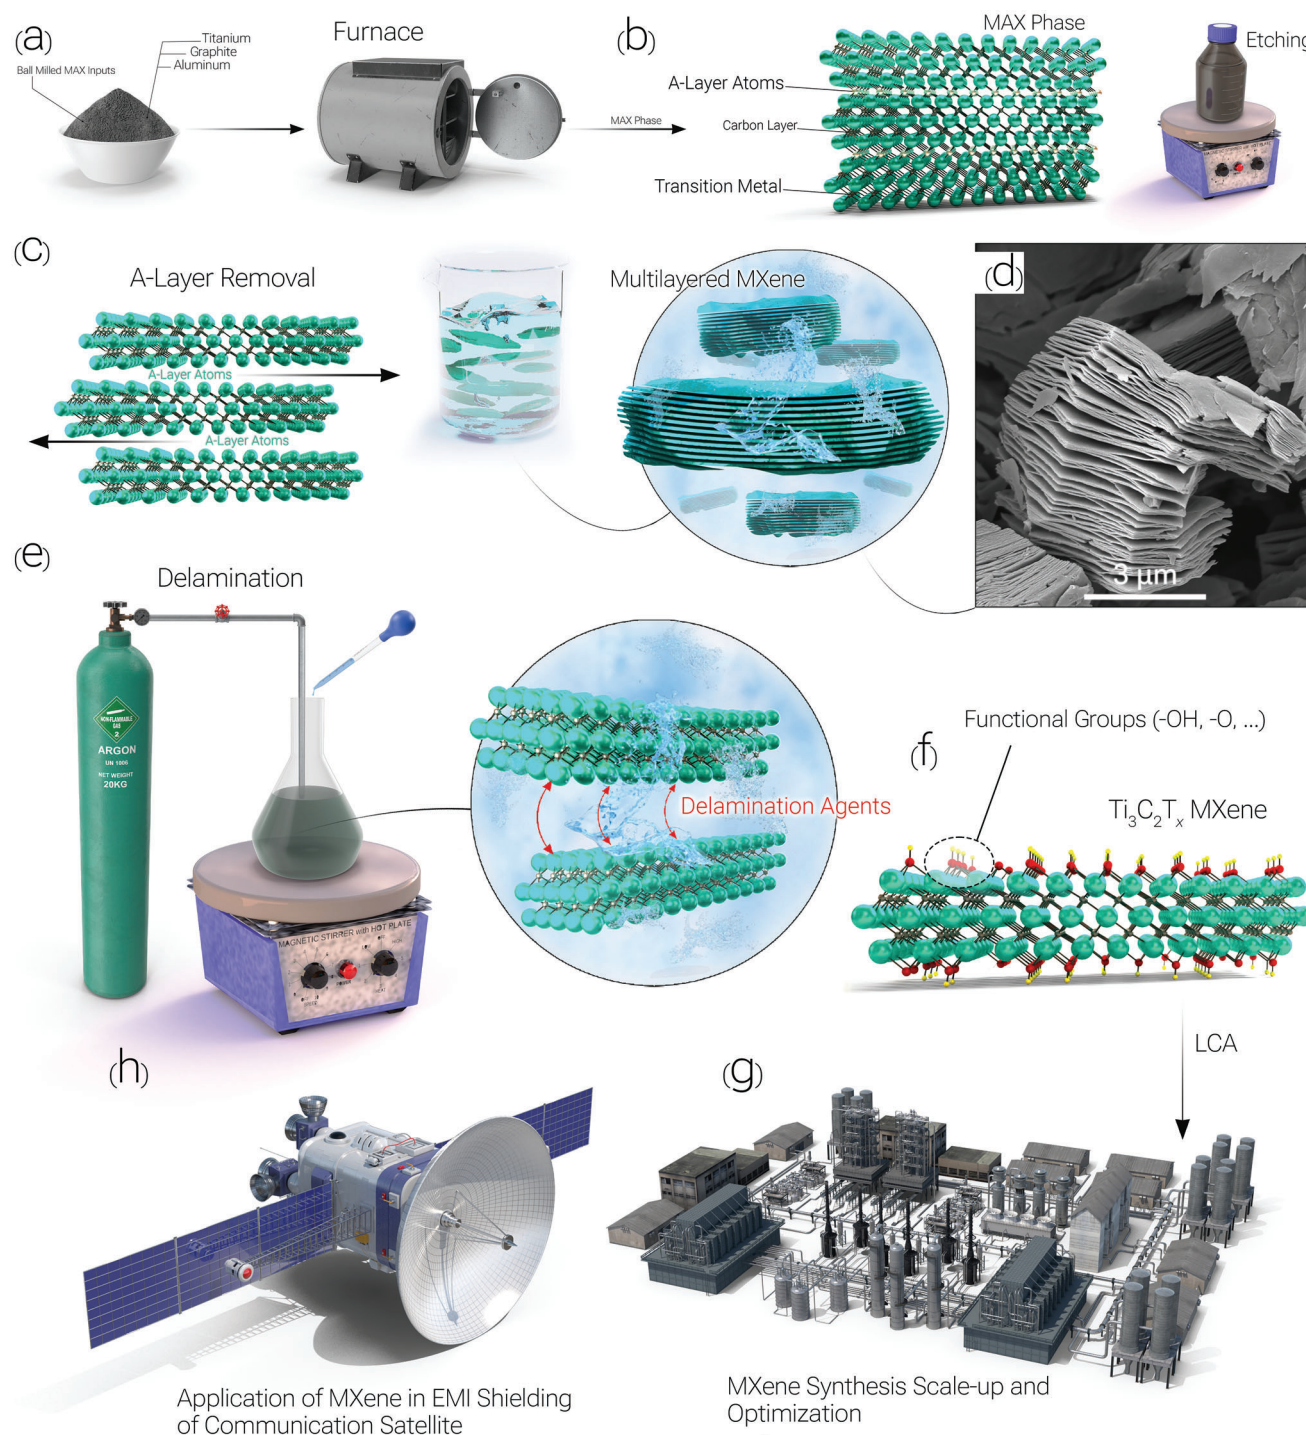 (a)
Titanium
Graphite
Aluminum
Ball Milled MAX Inputs
Furnace
MAX Phase
(b)
MAX Phase
Etching
A-Layer Atoms
Carbon Layer
Transition Metal
(c)
A-Layer Removal
A-Layer Atoms
A-Layer Atoms
Multilayered MXene
(d)
3 µm
(e)
Delamination
NON-FLAMMABLE
GAS
2
ARGON
UN 1006
NET WEIGHT
20KG
MAGNETIC STIRRER with HOT PLATE
Delamination Agents
Functional Groups (-OH, -O, ...)
(f)
Ti₃C₂Tₓ MXene
LCA
(h)
(g)
Application of MXene in EMI Shielding
of Communication Satellite
MXene Synthesis Scale-up and
Optimization